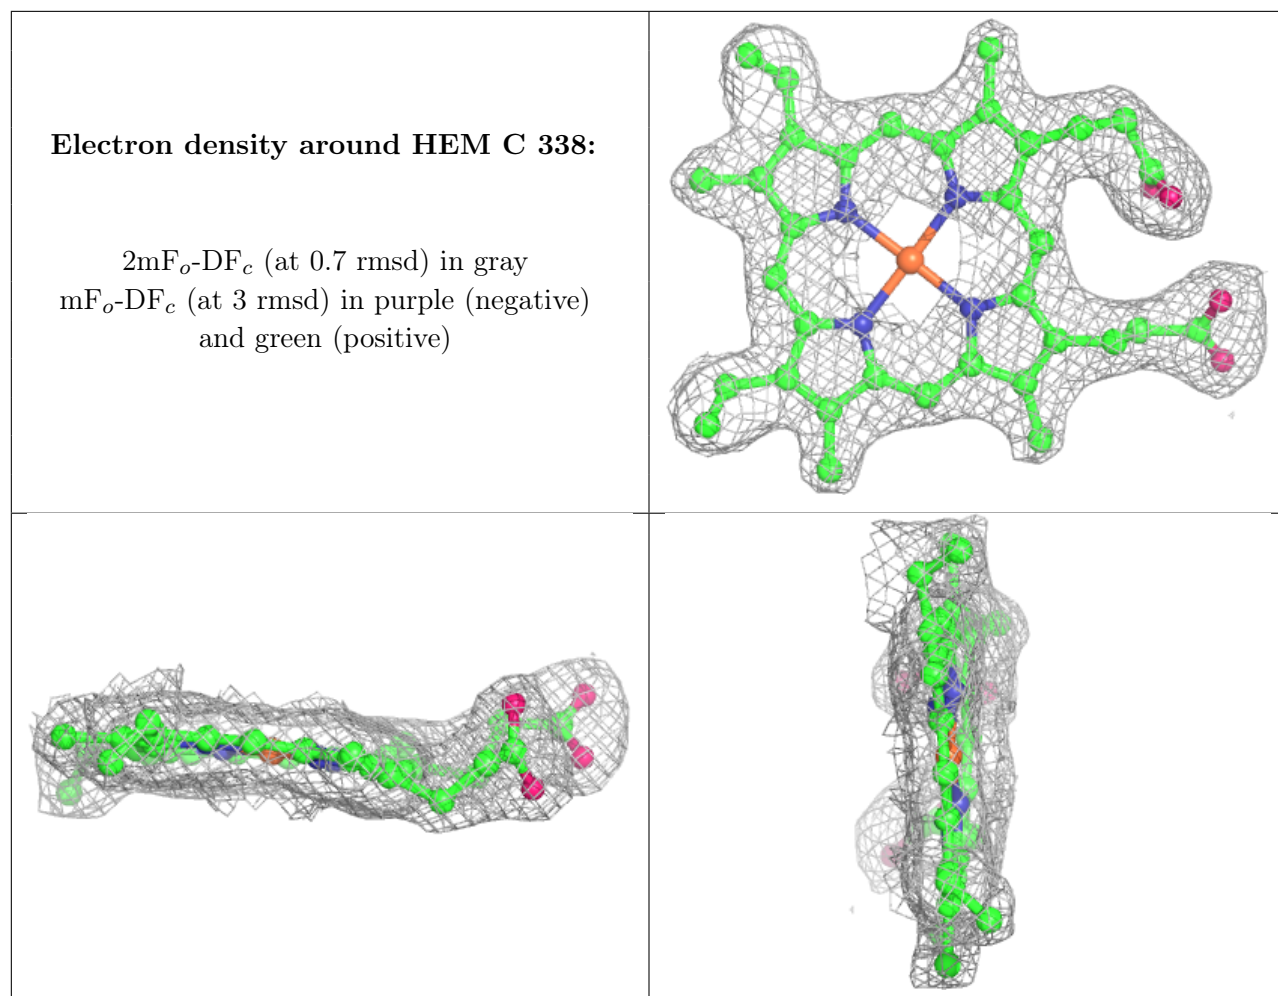 Electron density around HEM C 338:
2mFo-DFc (at 0.7 rmsd) in gray
mFo-DFc (at 3 rmsd) in purple (negative)
and green (positive)